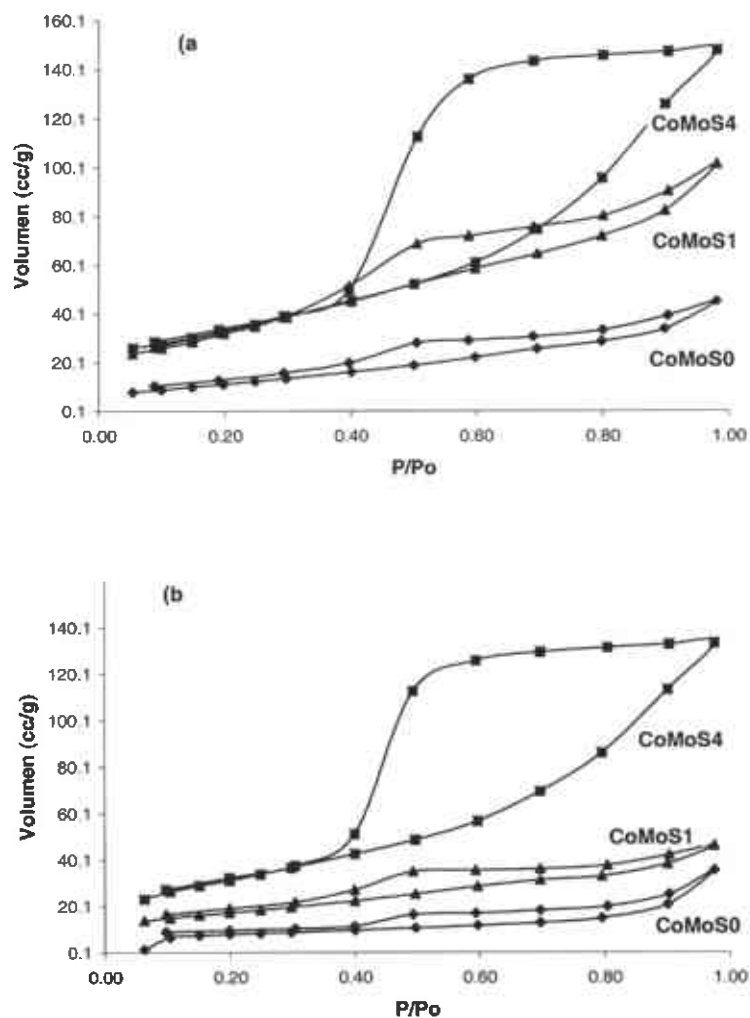 160.1
(a
140.1
120.1
CoMoS4
100.1
80.1
CoMoS1
60.1
40.1
CoMoS0
20.1
0.1
Volumen (cc/g)
0.00 0.20 0.40 0.60 0.80 1.00
P/Po
(b
140.1
120.1
100.1
CoMoS4
80.1
60.1
CoMoS1
40.1
20.1
CoMoS0
0.1
Volumen (cc/g)
0.00 0.20 0.40 0.60 0.80 1.00
P/Po